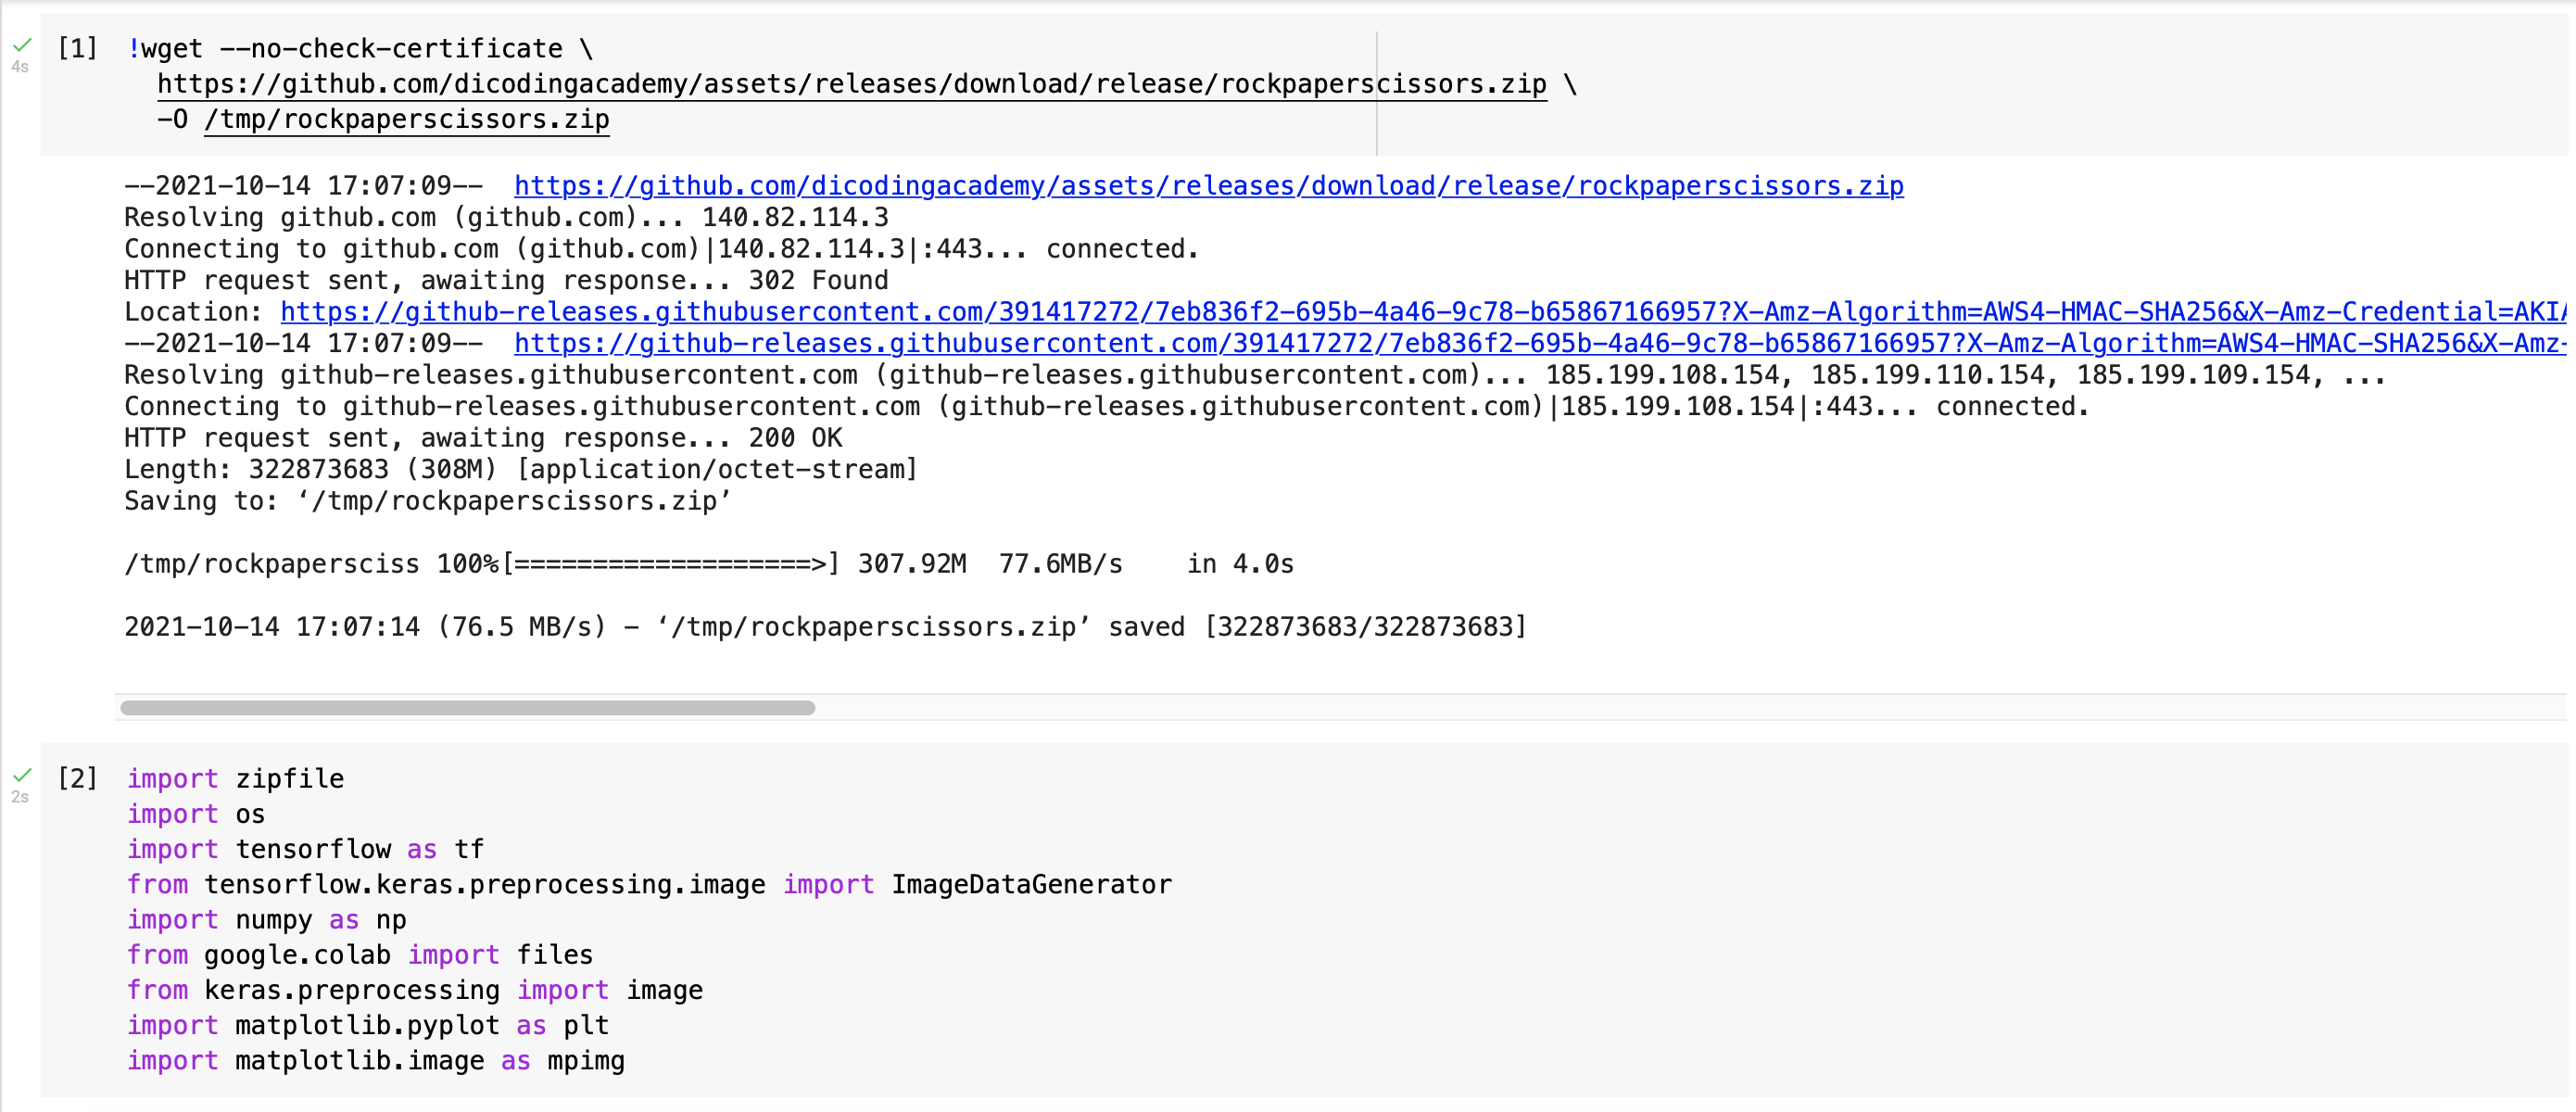 4s
[1] !wget --no-check-certificate \
https://github.com/dicodingacademy/assets/releases/download/release/rockpaperscissors.zip \
-O /tmp/rockpaperscissors.zip
--2021-10-14 17:07:09-- https://github.com/dicodingacademy/assets/releases/download/release/rockpaperscissors.zip
Resolving github.com (github.com)... 140.82.114.3
Connecting to github.com (github.com)|140.82.114.3|:443... connected.
HTTP request sent, awaiting response... 302 Found
Location: https://github-releases.githubusercontent.com/391417272/7eb836f2-695b-4a46-9c78-b65867166957?X-Amz-Algorithm=AWS4-HMAC-SHA256&X-Amz-Credential=AKIA
--2021-10-14 17:07:09-- https://github-releases.githubusercontent.com/391417272/7eb836f2-695b-4a46-9c78-b65867166957?X-Amz-Algorithm=AWS4-HMAC-SHA256&X-Amz-
Resolving github-releases.githubusercontent.com (github-releases.githubusercontent.com)... 185.199.108.154, 185.199.110.154, 185.199.109.154, ...
Connecting to github-releases.githubusercontent.com (github-releases.githubusercontent.com)|185.199.108.154|:443... connected.
HTTP request sent, awaiting response... 200 OK
Length: 322873683 (308M) [application/octet-stream]
Saving to: ‘/tmp/rockpaperscissors.zip’
/tmp/rockpapersciss 100%[===================>] 307.92M 77.6MB/s in 4.0s
2021-10-14 17:07:14 (76.5 MB/s) - ‘/tmp/rockpaperscissors.zip’ saved [322873683/322873683]
2s
[2] import zipfile
import os
import tensorflow as tf
from tensorflow.keras.preprocessing.image import ImageDataGenerator
import numpy as np
from google.colab import files
from keras.preprocessing import image
import matplotlib.pyplot as plt
import matplotlib.image as mpimg